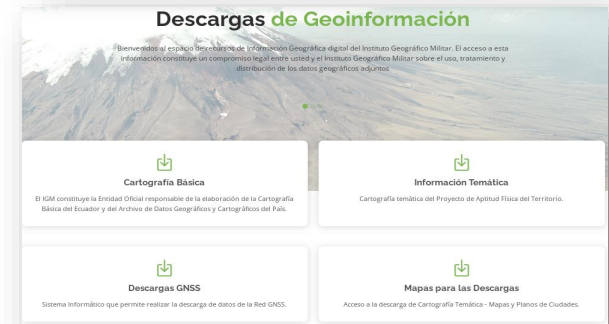 Descargas de Geoinformación
Bienvenidos al espacio de recursos de Información Geográfica digital del Instituto Geográfico Militar. El acceso a esta
información constituye un compromiso legal entre usted y el Instituto Geográfico Militar sobre el uso, tratamiento y
distribución de los datos geográficos adjuntos
Cartografía Básica
El IGM constituye la Entidad Oficial responsable de la elaboración de la Cartografía
Básica del Ecuador y del Archivo de Datos Geográficos y Cartográficos del País.
Información Temática
Cartografía temática del Proyecto de Aptitud Física del Territorio.
Descargas GNSS
Sistema Informático que permite realizar la descarga de datos de la Red GNSS.
Mapas para las Descargas
Acceso a la descarga de Cartografía Temática - Mapas y Planos de Ciudades.